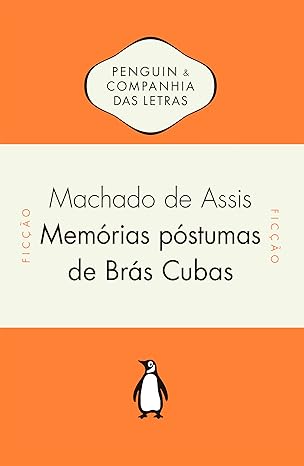 PENGUIN &
COMPANHIA
DAS LETRAS
Machado de Assis
Memórias póstumas
de Brás Cubas
FICÇÃO
FICÇÃO